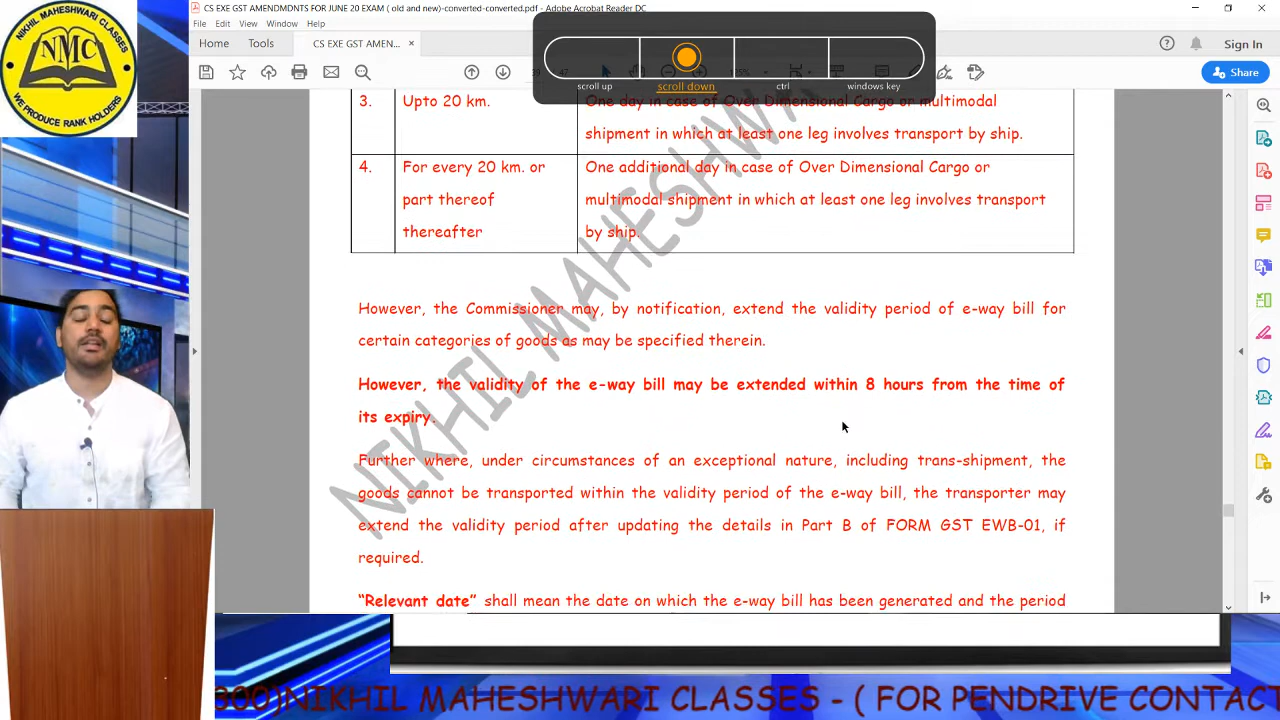 CS EXE GST AMENDMDNTS FOR JUNE 20 EXAM ( old and new)-converted-converted.pdf - Adobe Acrobat Reader DC
File Edit View Window Help
Home Tools CS EXE GST AMEN... × Sign In
Share
scroll up scroll down ctrl windows key
NIKHIL MAHESHWARI CLASSES
NMC
WE PRODUCE RANK HOLDERS
3. Upto 20 km. One day in case of Over Dimensional Cargo or multimodal
shipment in which at least one leg involves transport by ship.
4. For every 20 km. or One additional day in case of Over Dimensional Cargo or
part thereof multimodal shipment in which at least one leg involves transport
thereafter by ship.
NIKHIL MAHESHWA
However, the Commissioner may, by notification, extend the validity period of e-way bill for
certain categories of goods as may be specified therein.
However, the validity of the e-way bill may be extended within 8 hours from the time of
its expiry.
Further where, under circumstances of an exceptional nature, including trans-shipment, the
goods cannot be transported within the validity period of the e-way bill, the transporter may
extend the validity period after updating the details in Part B of FORM GST EWB-01, if
required.
“Relevant date” shall mean the date on which the e-way bill has been generated and the period
300)NIKHIL MAHESHWARI CLASSES - ( FOR PENDRIVE CONTACT